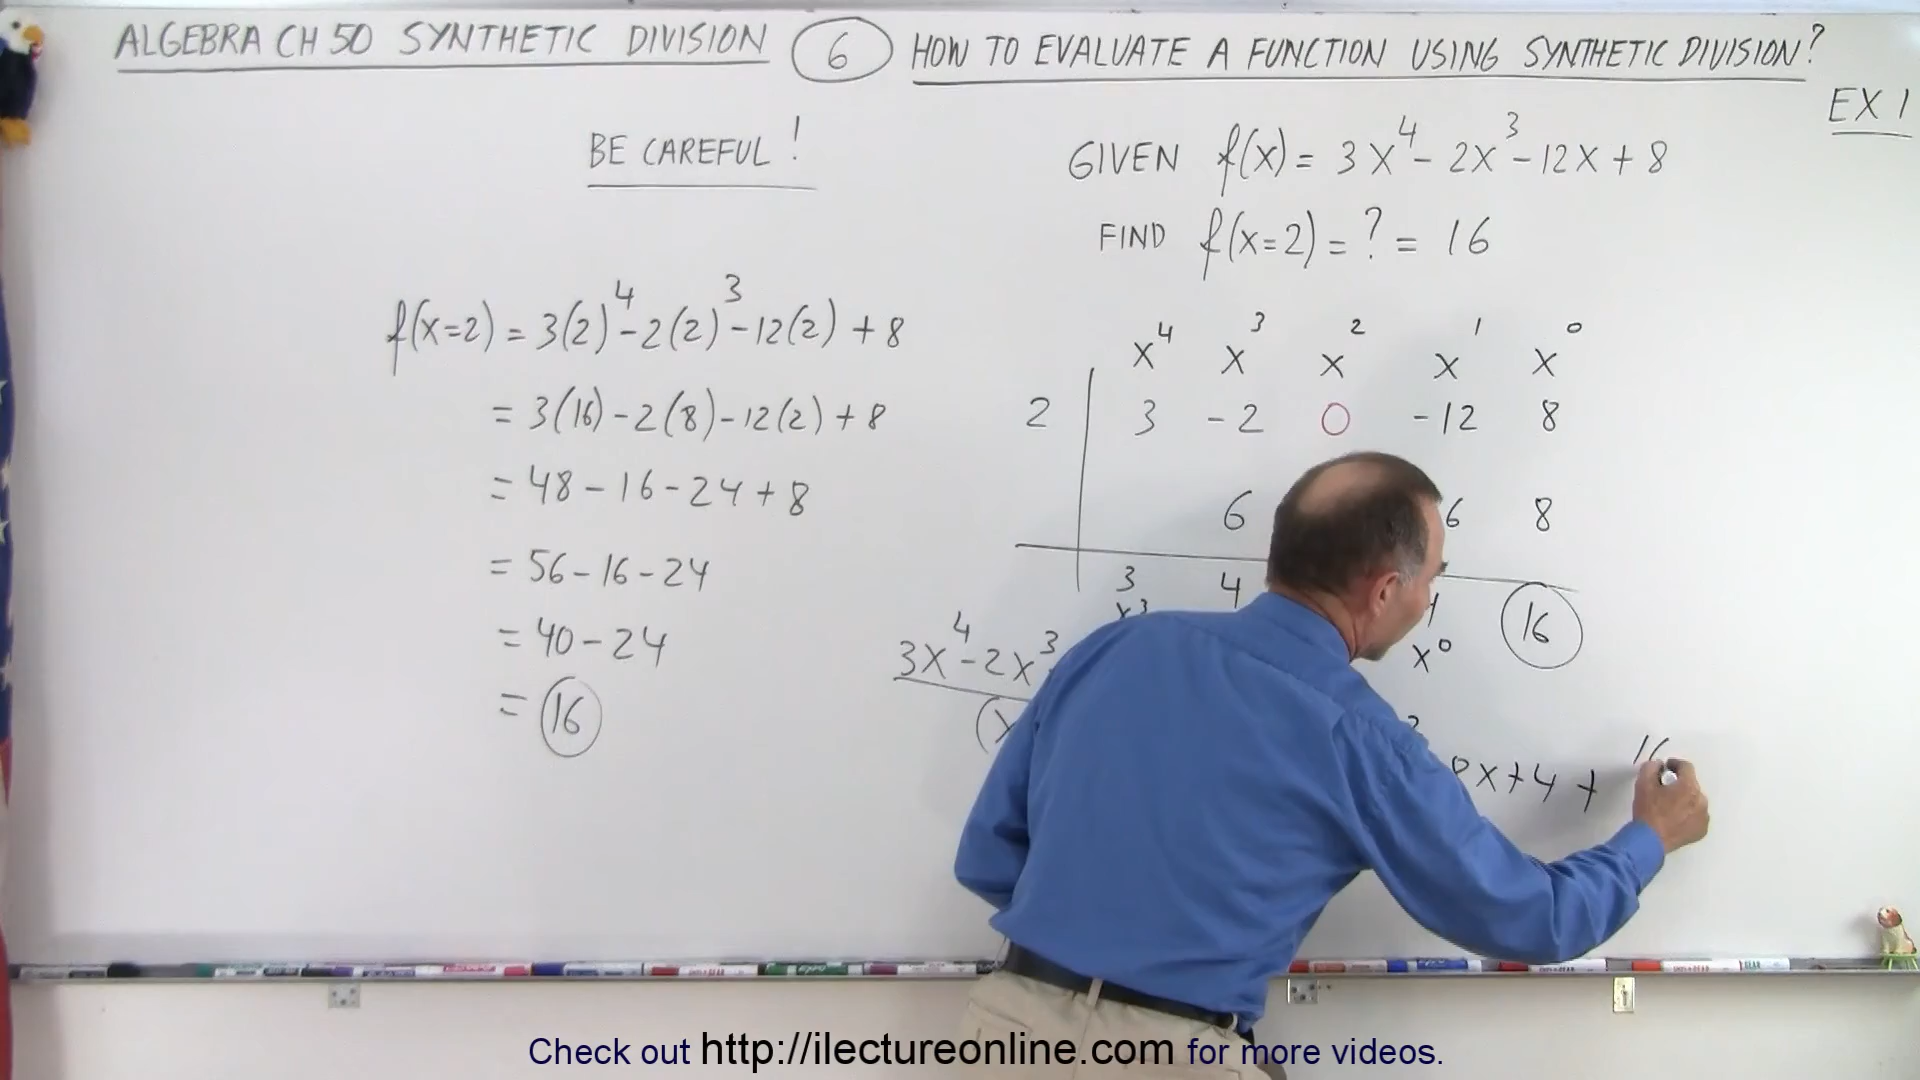 ALGEBRA CH 50 SYNTHETIC DIVISION 6 HOW TO EVALUATE A FUNCTION USING SYNTHETIC DIVISION?
EX 1
BE CAREFUL!
f(x=2) = 3(2)⁴ - 2(2)³ - 12(2) + 8
= 3(16) - 2(8) - 12(2) + 8
= 48 - 16 - 24 + 8
= 56 - 16 - 24
= 40 - 24
= 16
GIVEN f(x) = 3x⁴ - 2x³ - 12x + 8
FIND f(x=2) = ? = 16
x⁴ x³ x² x¹ x⁰
2 3 -2 0 -12 8
6 6 8
3 4 16
x³ x⁰
3x⁴ - 2x³
(x
x + 4 + 16
Check out http://ilectureonline.com for more videos.